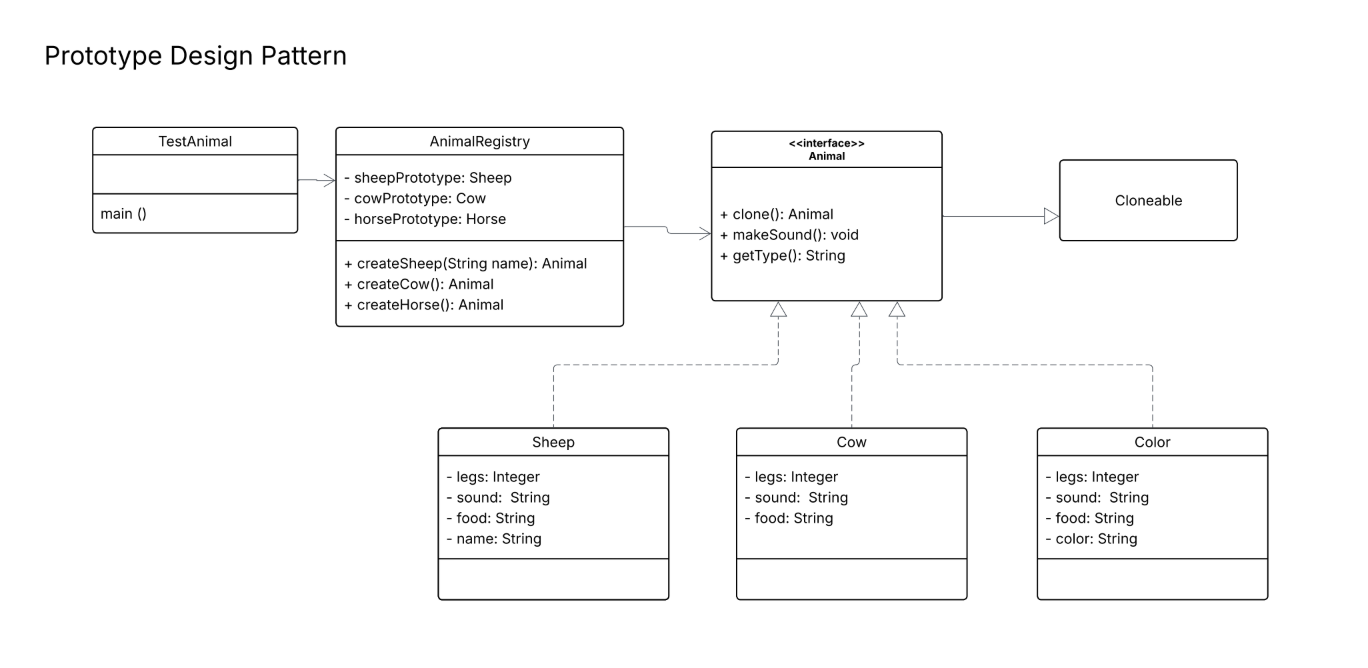 Prototype Design Pattern
TestAnimal
main ()
AnimalRegistry
- sheepPrototype: Sheep
- cowPrototype: Cow
- horsePrototype: Horse
+ createSheep(String name): Animal
+ createCow(): Animal
+ createHorse(): Animal
<<interface>>
Animal
+ clone(): Animal
+ makeSound(): void
+ getType(): String
Cloneable
Sheep
- legs: Integer
- sound:  String
- food: String
- name: String
Cow
- legs: Integer
- sound:  String
- food: String
Color
- legs: Integer
- sound:  String
- food: String
- color: String